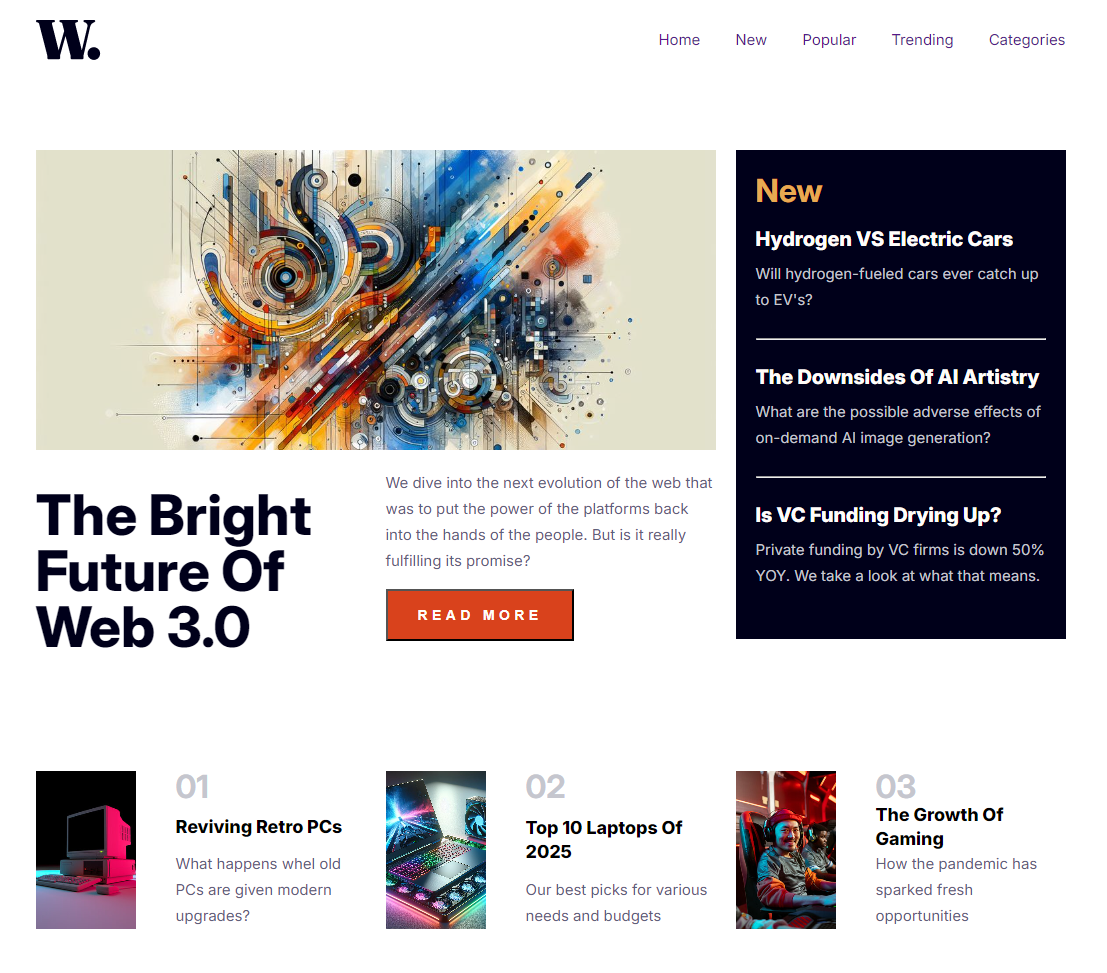 W.
Home New Popular Trending Categories
The Bright
Future Of
Web 3.0
We dive into the next evolution of the web that
was to put the power of the platforms back
into the hands of the people. But is it really
fulfilling its promise?
READ MORE
New
Hydrogen VS Electric Cars
Will hydrogen-fueled cars ever catch up
to EV's?
The Downsides Of AI Artistry
What are the possible adverse effects of
on-demand AI image generation?
Is VC Funding Drying Up?
Private funding by VC firms is down 50%
YOY. We take a look at what that means.
01
Reviving Retro PCs
What happens whel old
PCs are given modern
upgrades?
02
Top 10 Laptops Of
2025
Our best picks for various
needs and budgets
03
The Growth Of
Gaming
How the pandemic has
sparked fresh
opportunities